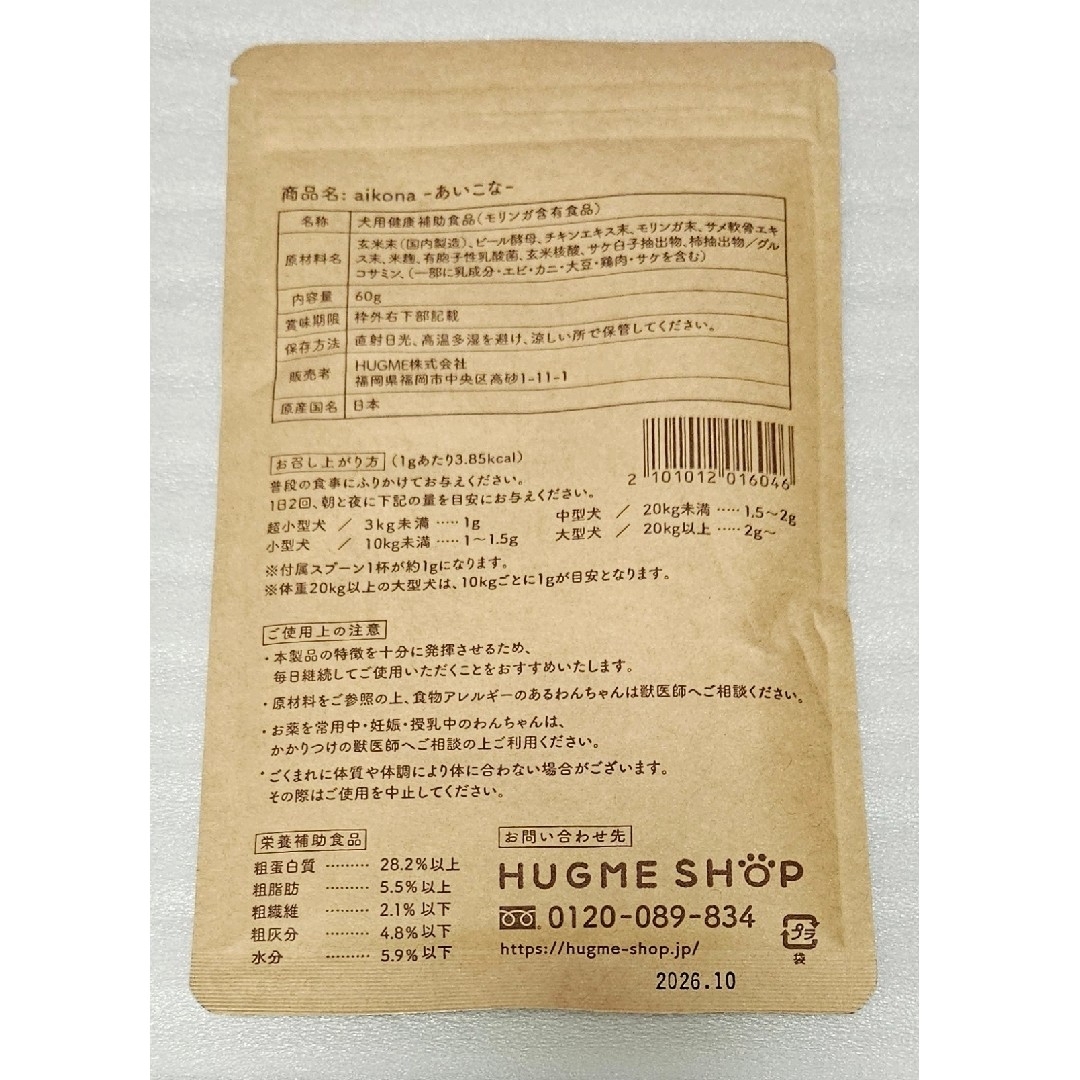 商品名: aikona -あいこな-
名称 犬用健康補助食品(モリンガ含有食品)
原材料名 玄米末(国内製造)、ビール酵母、チキンエキス末、モリンガ末、サメ軟骨エキ
ス末、米麹、有胞子性乳酸菌、玄米核酸、サケ白子抽出物、柿抽出物/グル
コサミン、(一部に乳成分・エビ・カニ・大豆・鶏肉・サケを含む)
内容量 60g
賞味期限 枠外右下部記載
保存方法 直射日光、高温多湿を避け、涼しい所で保管してください。
販売者 HUGME株式会社
福岡県福岡市中央区高砂1-11-1
原産国名 日本
2 101012 016046
お召し上がり方 (1gあたり3.85kcal)
普段の食事にふりかけてお与えください。
1日2回、朝と夜に下記の量を目安にお与えください。
超小型犬 / 3kg未満 ····· 1g
小型犬 / 10kg未満 ····· 1〜1.5g
中型犬 / 20kg未満 ····· 1.5〜2g
大型犬 / 20kg以上 ····· 2g〜
※付属スプーン1杯が約1gになります。
※体重20kg以上の大型犬は、10kgごとに1gが目安となります。
ご使用上の注意
・本製品の特徴を十分に発揮させるため、
毎日継続してご使用いただくことをおすすめいたします。
・原材料をご参照の上、食物アレルギーのあるわんちゃんは獣医師へご相談ください。
・お薬を常用中・妊娠・授乳中のわんちゃんは、
かかりつけの獣医師へご相談の上ご利用ください。
・ごくまれに体質や体調により体に合わない場合がございます。
その際はご使用を中止してください。
栄養補助食品
粗蛋白質 ········· 28.2%以上
粗脂肪 ········· 5.5%以上
粗繊維 ········· 2.1%以下
粗灰分 ········· 4.8%以下
水分 ········· 5.9%以下
お問い合わせ先
HUGME SHOP
0120-089-834
https://hugme-shop.jp/
プラ
袋
2026.10